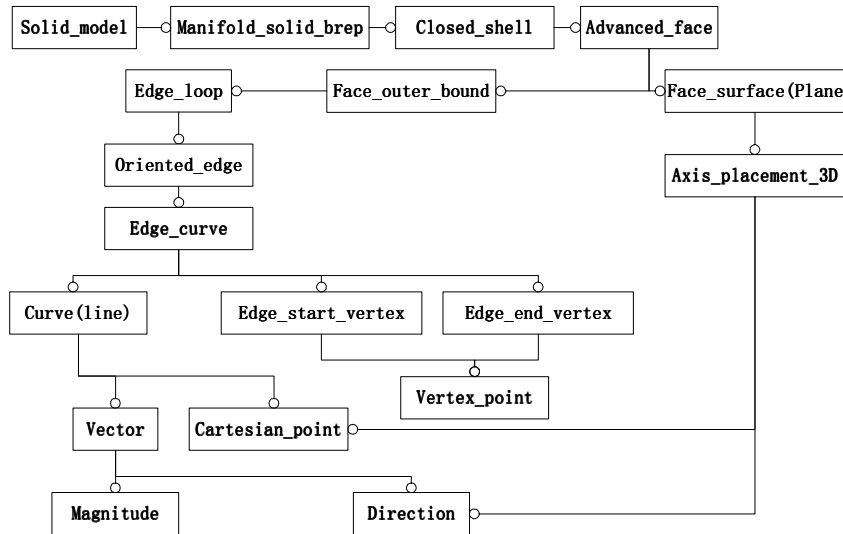 Solid_model
Manifold_solid_brep
Closed_shell
Advanced_face
Edge_loop
Face_outer_bound
Face_surface(Plane
Oriented_edge
Axis_placement_3D
Edge_curve
Curve(line)
Edge_start_vertex
Edge_end_vertex
Vertex_point
Vector
Cartesian_point
Magnitude
Direction